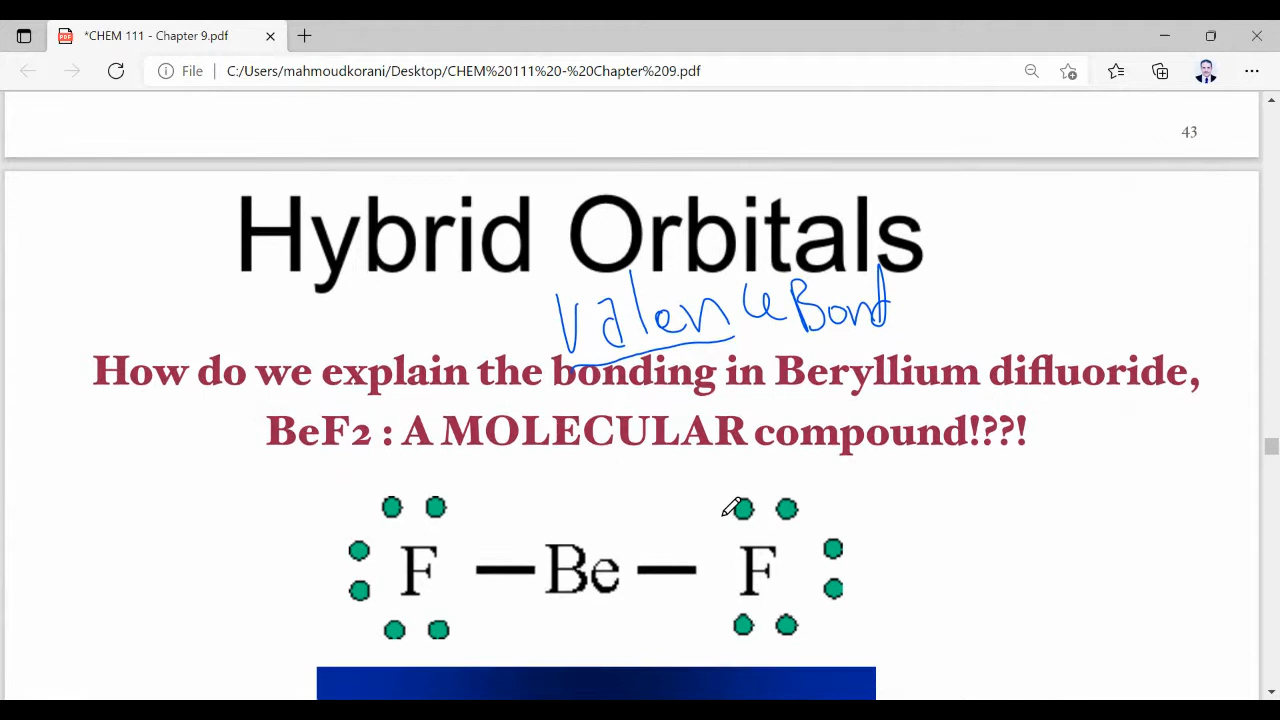 *CHEM 111 - Chapter 9.pdf
File C:/Users/mahmoudkorani/Desktop/CHEM%20111%20-%20Chapter%209.pdf
43
Hybrid Orbitals
Valence Bond
How do we explain the bonding in Beryllium difluoride,
BeF2 : A MOLECULAR compound!??!
F — Be — F